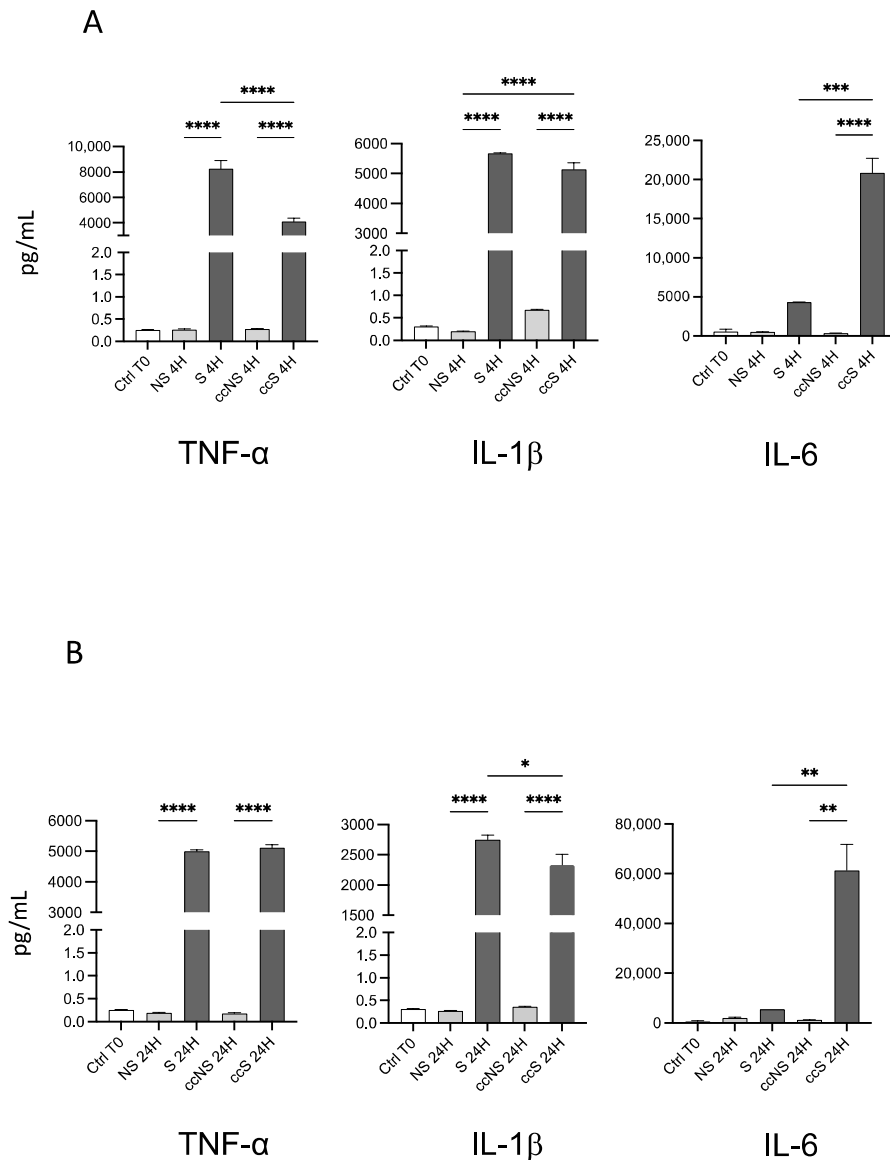 A
**** *** ****
**** **** **** **** ****
10,000 6000 25,000
8000 5000 20,000
6000 4000 15,000
4000 3000 10,000
2.0 2.0 5000
1.5 1.5 0
1.0 1.0
0.5 0.5
0.0 0.0
pg/mL
Ctrl T0 NS 4H S 4H ccNS 4H ccS 4H
Ctrl T0 NS 4H S 4H ccNS 4H ccS 4H
Ctrl T0 NS 4H S 4H ccNS 4H ccS 4H
TNF-α IL-1β IL-6
B
* **
**** **** **** **** **
6000 3000 80,000
5000 2500 60,000
4000 2000 40,000
3000 1500 20,000
2.0 2.0 0
1.5 1.5
1.0 1.0
0.5 0.5
0.0 0.0
pg/mL
Ctrl T0 NS 24H S 24H ccNS 24H ccS 24H
Ctrl T0 NS 24H S 24H ccNS 24H ccS 24H
Ctrl T0 NS 24H S 24H ccNS 24H ccS 24H
TNF-α IL-1β IL-6